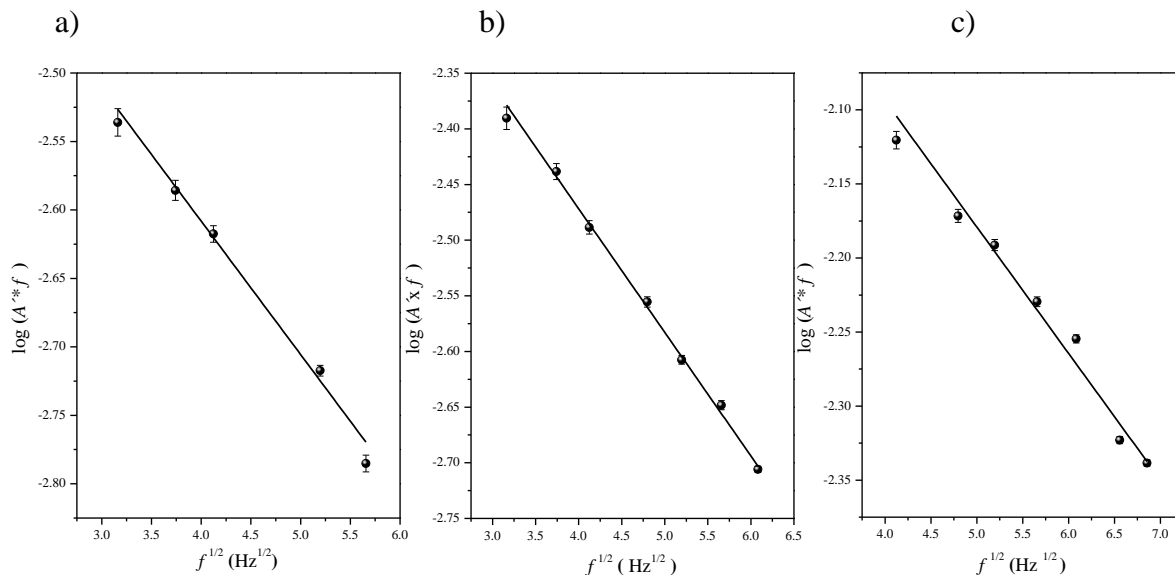 a)
-2.50
-2.55
-2.60
-2.65
-2.70
-2.75
-2.80
log (A´* f )
3.0 3.5 4.0 4.5 5.0 5.5 6.0
f 1/2 (Hz1/2)
b)
-2.35
-2.40
-2.45
-2.50
-2.55
-2.60
-2.65
-2.70
-2.75
log (A´x f )
3.0 3.5 4.0 4.5 5.0 5.5 6.0 6.5
f 1/2 ( Hz1/2)
c)
-2.10
-2.15
-2.20
-2.25
-2.30
-2.35
log (A´* f )
4.0 4.5 5.0 5.5 6.0 6.5 7.0
f 1/2 (Hz 1/2)